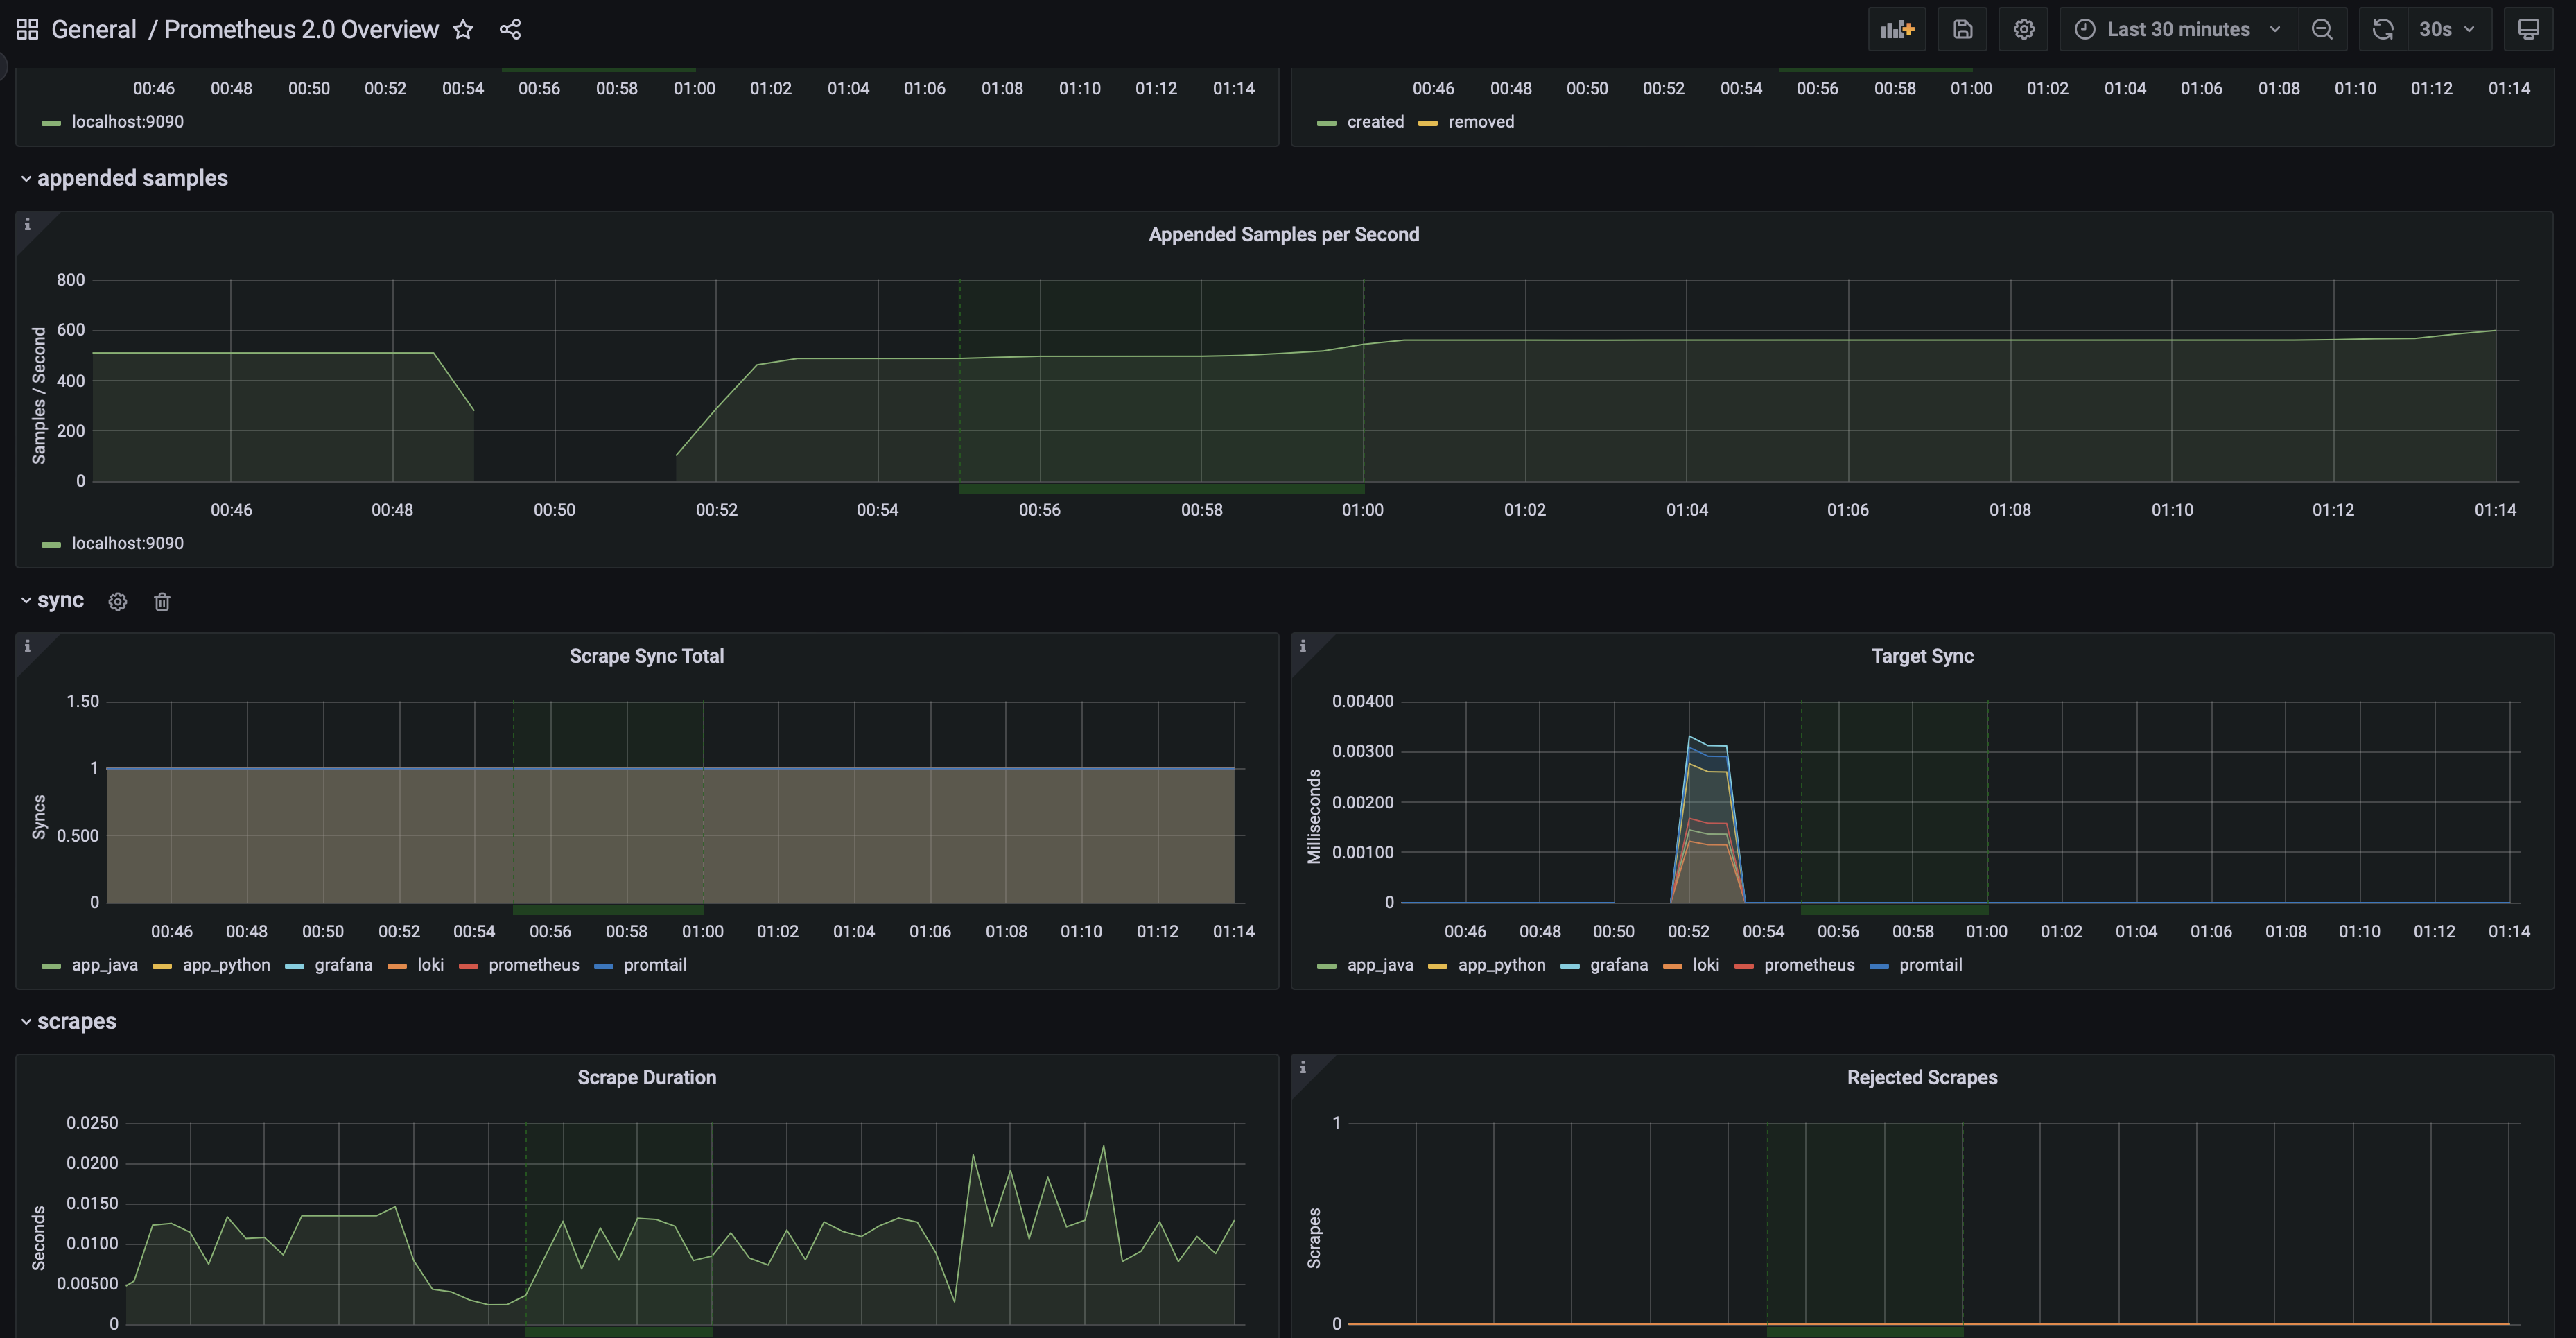 General / Prometheus 2.0 Overview
Last 30 minutes
30s
00:46 00:48 00:50 00:52 00:54 00:56 00:58 01:00 01:02 01:04 01:06 01:08 01:10 01:12 01:14
localhost:9090
00:46 00:48 00:50 00:52 00:54 00:56 00:58 01:00 01:02 01:04 01:06 01:08 01:10 01:12 01:14
created removed
appended samples
i
Appended Samples per Second
Samples / Second
800
600
400
200
0
00:46 00:48 00:50 00:52 00:54 00:56 00:58 01:00 01:02 01:04 01:06 01:08 01:10 01:12 01:14
localhost:9090
sync
i
Scrape Sync Total
Syncs
1.50
1
0.500
0
00:46 00:48 00:50 00:52 00:54 00:56 00:58 01:00 01:02 01:04 01:06 01:08 01:10 01:12 01:14
app_java app_python grafana loki prometheus promtail
i
Target Sync
Milliseconds
0.00400
0.00300
0.00200
0.00100
0
00:46 00:48 00:50 00:52 00:54 00:56 00:58 01:00 01:02 01:04 01:06 01:08 01:10 01:12 01:14
app_java app_python grafana loki prometheus promtail
scrapes
Scrape Duration
Seconds
0.0250
0.0200
0.0150
0.0100
0.00500
0
i
Rejected Scrapes
Scrapes
1
0